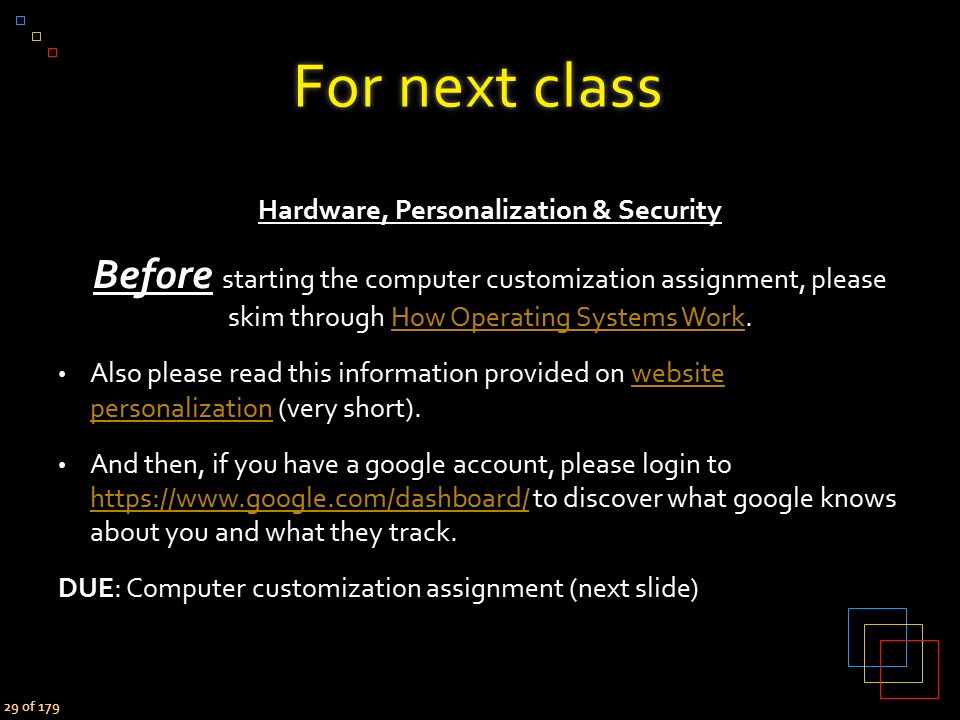 For next class
Hardware, Personalization & Security
Before starting the computer customization assignment, please
skim through How Operating Systems Work.
• Also please read this information provided on website
personalization (very short).
• And then, if you have a google account, please login to
https://www.google.com/dashboard/ to discover what google knows
about you and what they track.
DUE: Computer customization assignment (next slide)
29 of 179